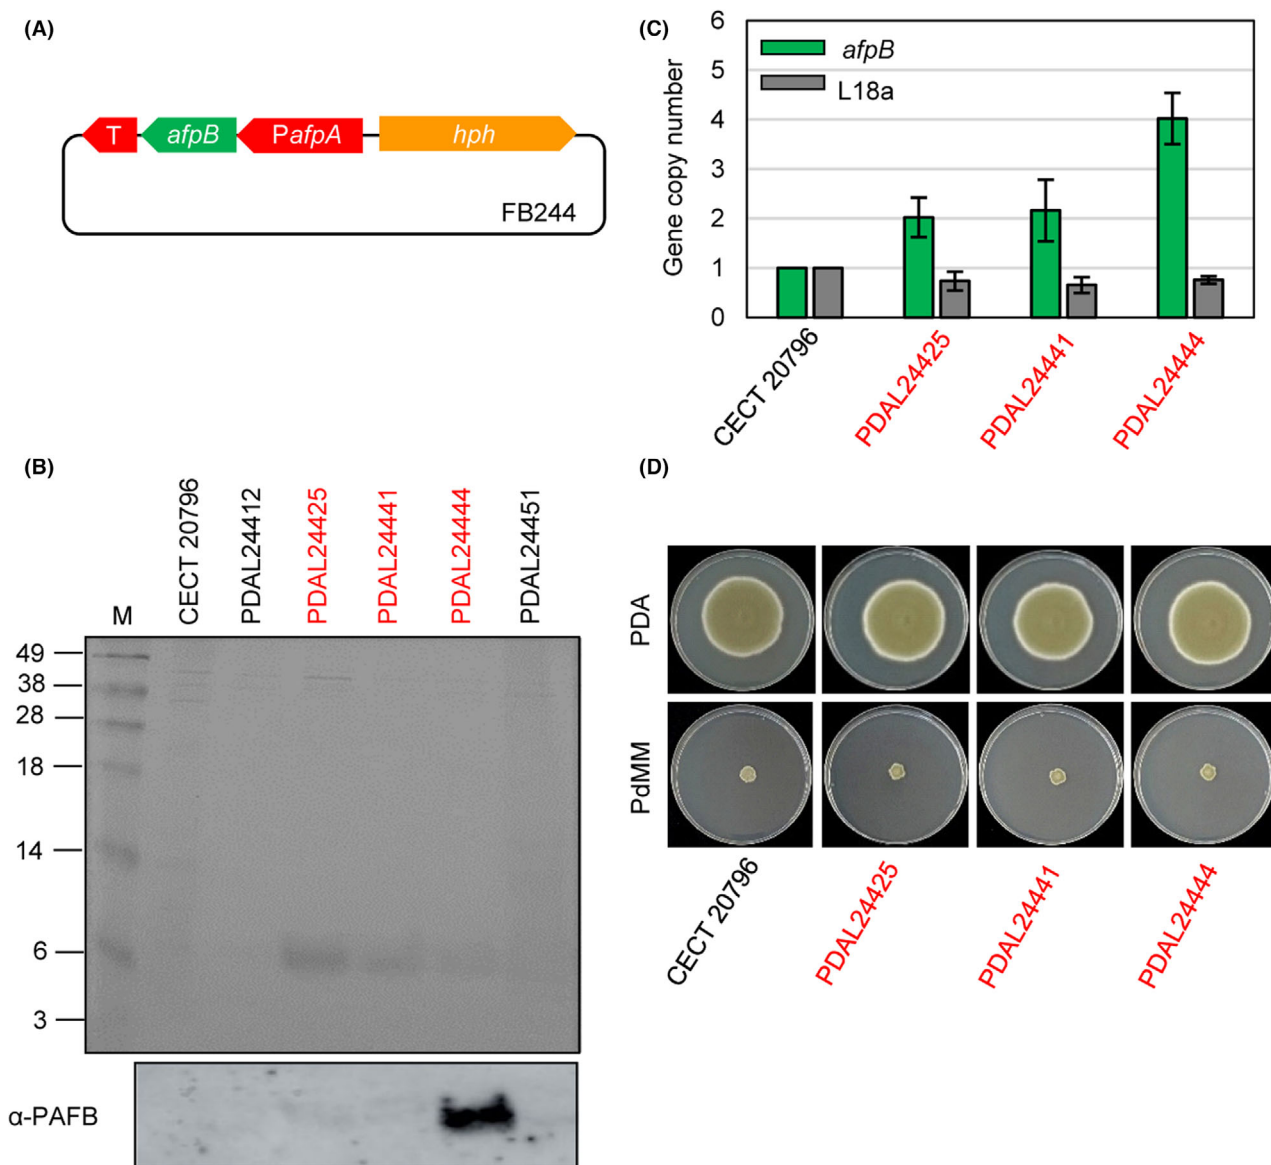 (A)
T
afpB
PafpA
hph
FB244
(C)
Gene copy number
6
5
4
3
2
1
0
afpB
L18a
CECT 20796
PDAL24425
PDAL24441
PDAL24444
(B)
M
CECT 20796
PDAL24412
PDAL24425
PDAL24441
PDAL24444
PDAL24451
49
38
28
18
14
6
3
α-PAFB
(D)
PDA
PdMM
CECT 20796
PDAL24425
PDAL24441
PDAL24444